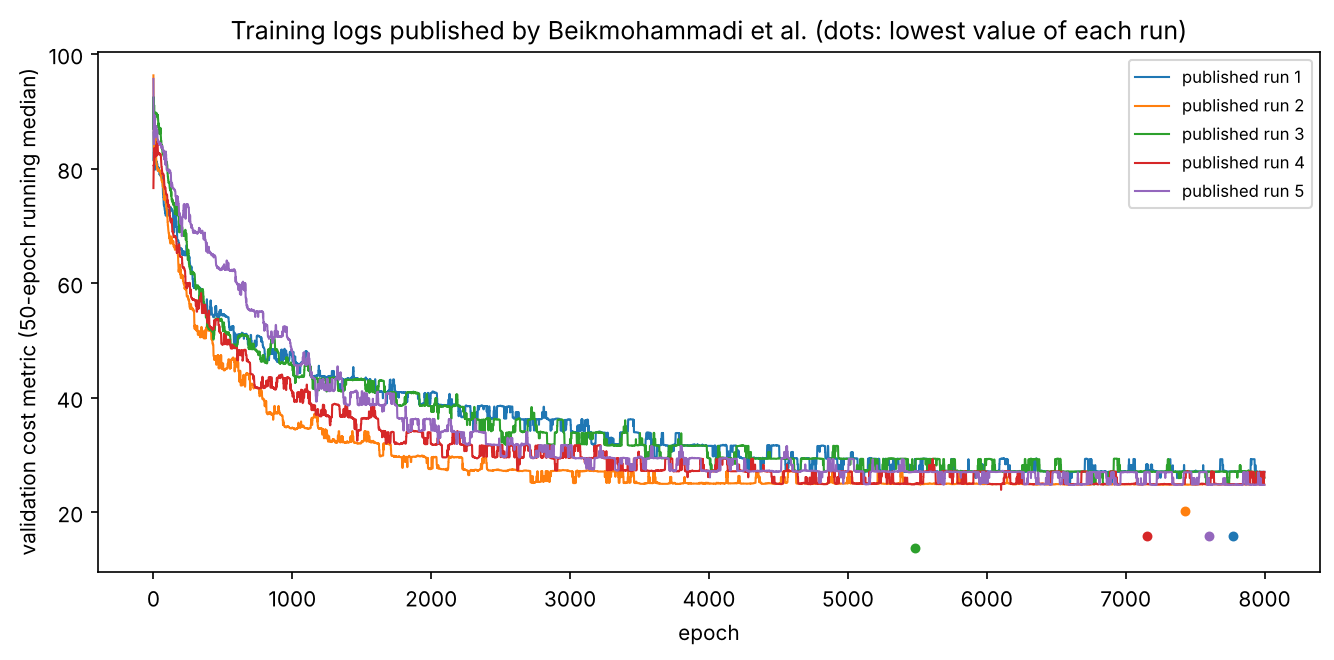 Training logs published by Beikmohammadi et al. (dots: lowest value of each run)
validation cost metric (50-epoch running median)
100
80
60
40
20
published run 1
published run 2
published run 3
published run 4
published run 5
0 1000 2000 3000 4000 5000 6000 7000 8000
epoch